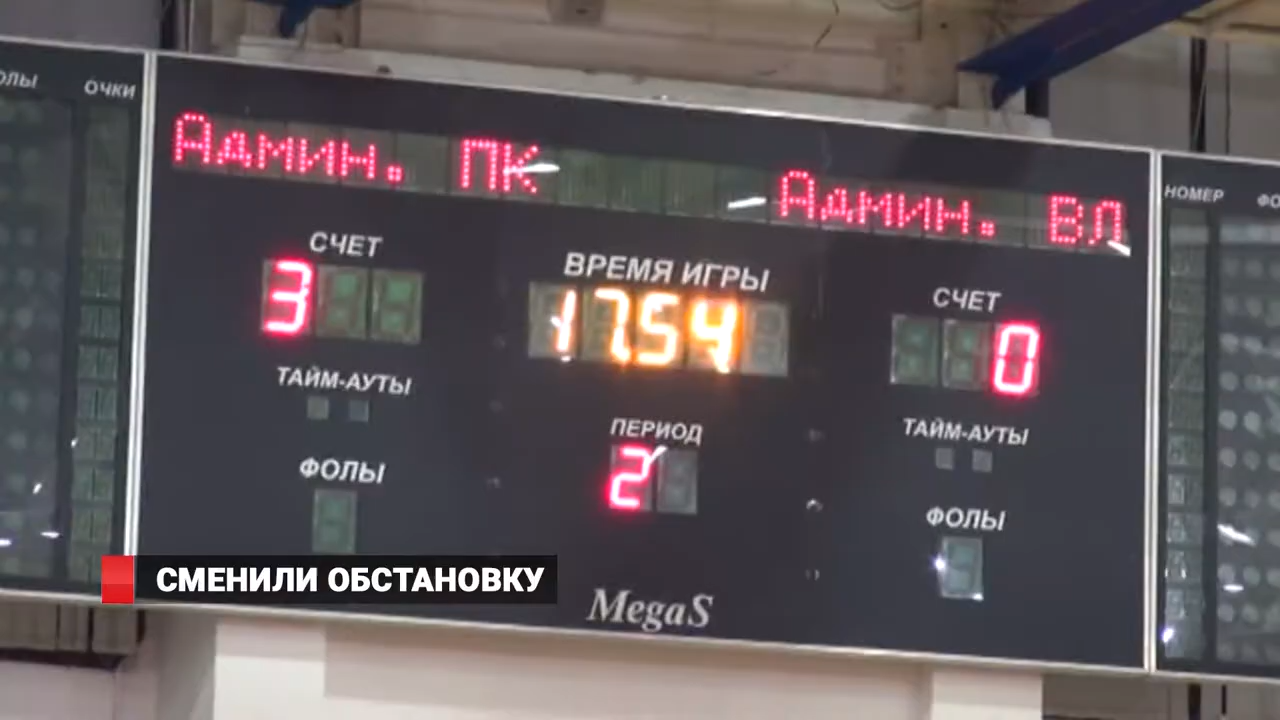 ОЧКИ
Админ. ПК
Админ. ВЛ
НОМЕР
СЧЕТ
ВРЕМЯ ИГРЫ
СЧЕТ
3
17.54
0
ТАЙМ-АУТЫ
ПЕРИОД
ТАЙМ-АУТЫ
2
ФОЛЫ
ФОЛЫ
СМЕНИЛИ ОБСТАНОВКУ
MegaS